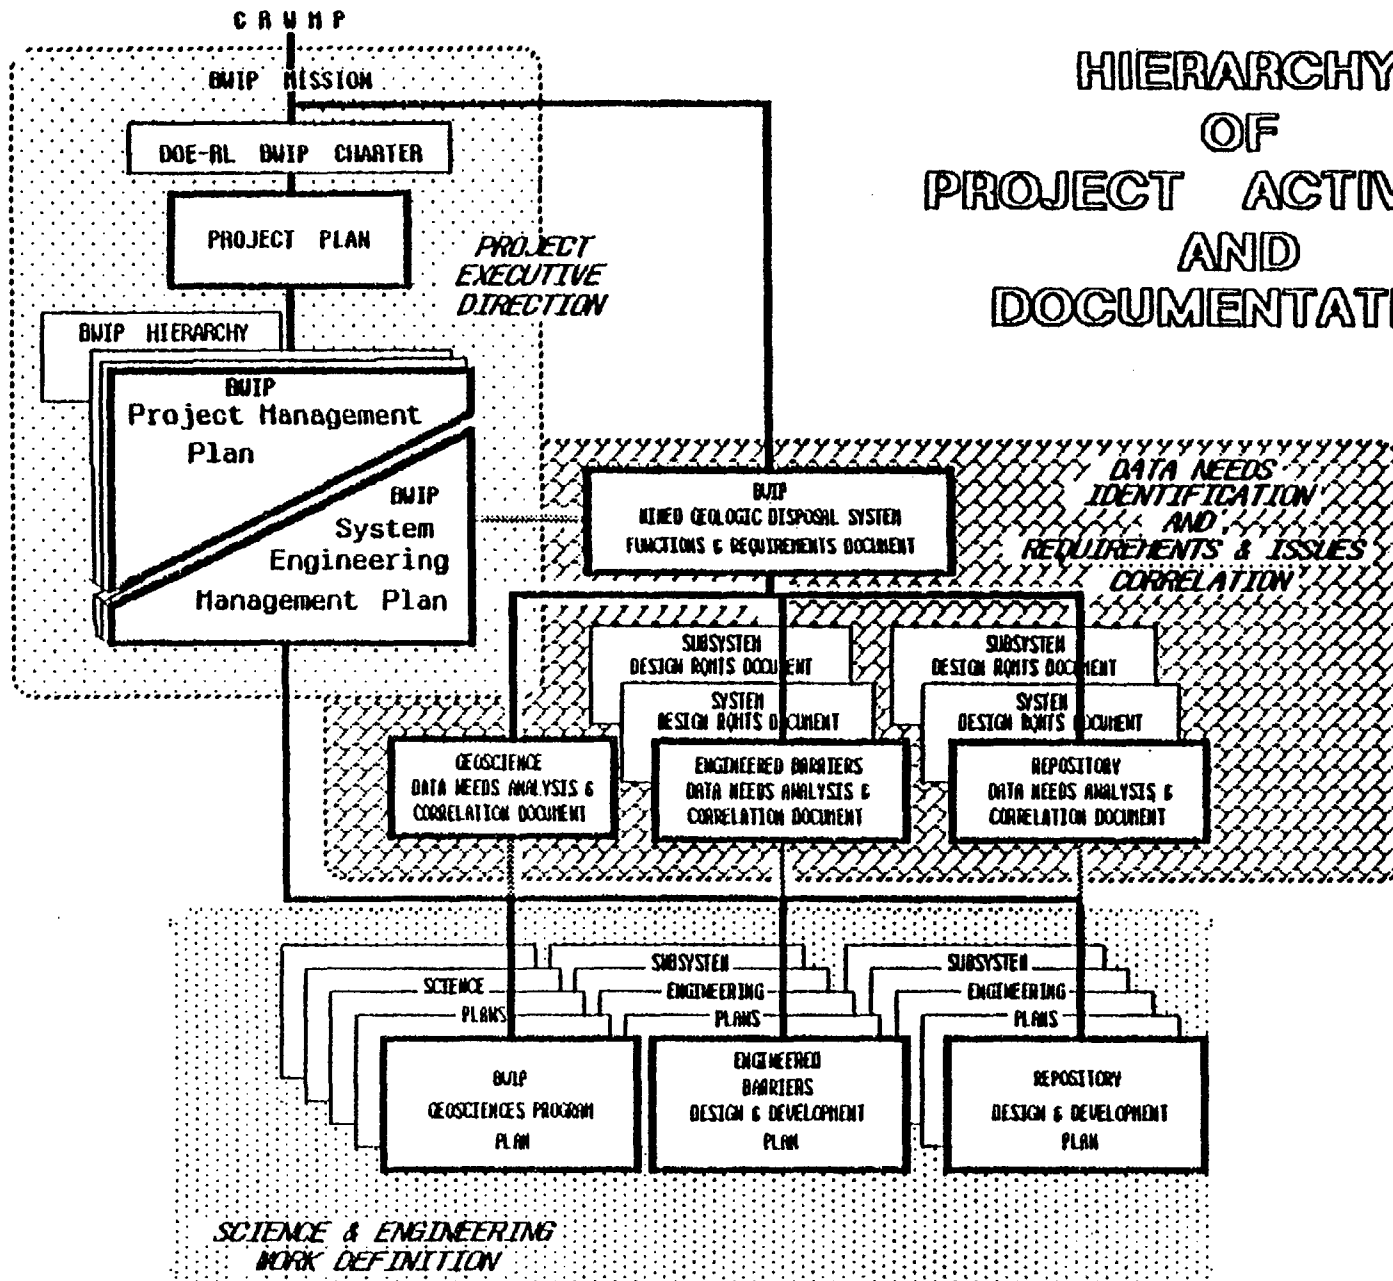 C R W M P
BWIP MISSION
DOE-RL BWIP CHARTER
PROJECT PLAN
PROJECT
EXECUTIVE
DIRECTION
HIERARCHY
OF
PROJECT ACTIV
AND
DOCUMENTATI
BWIP HIERARCHY
BWIP
Project Management
Plan
BWIP
System
Engineering
Management Plan
BWIP
MINED GEOLOGIC DISPOSAL SYSTEM
FUNCTIONS & REQUIREMENTS DOCUMENT
DATA NEEDS
IDENTIFICATION
AND
REQUIREMENTS & ISSUES
CORRELATION
SUBSYSTEM
DESIGN RQMTS DOCUMENT
SYSTEM
DESIGN RQMTS DOCUMENT
SUBSYSTEM
DESIGN RQMTS DOCUMENT
SYSTEM
DESIGN RQMTS DOCUMENT
GEOSCIENCE
DATA NEEDS ANALYSIS &
CORRELATION DOCUMENT
ENGINEERED BARRIERS
DATA NEEDS ANALYSIS &
CORRELATION DOCUMENT
REPOSITORY
DATA NEEDS ANALYSIS &
CORRELATION DOCUMENT
SCIENCE
PLANS
SUBSYSTEM
ENGINEERING
PLANS
SUBSYSTEM
ENGINEERING
PLANS
BWIP
GEOSCIENCES PROGRAM
PLAN
ENGINEERED
BARRIERS
DESIGN & DEVELOPMENT
PLAN
REPOSITORY
DESIGN & DEVELOPMENT
PLAN
SCIENCE & ENGINEERING
WORK DEFINITION